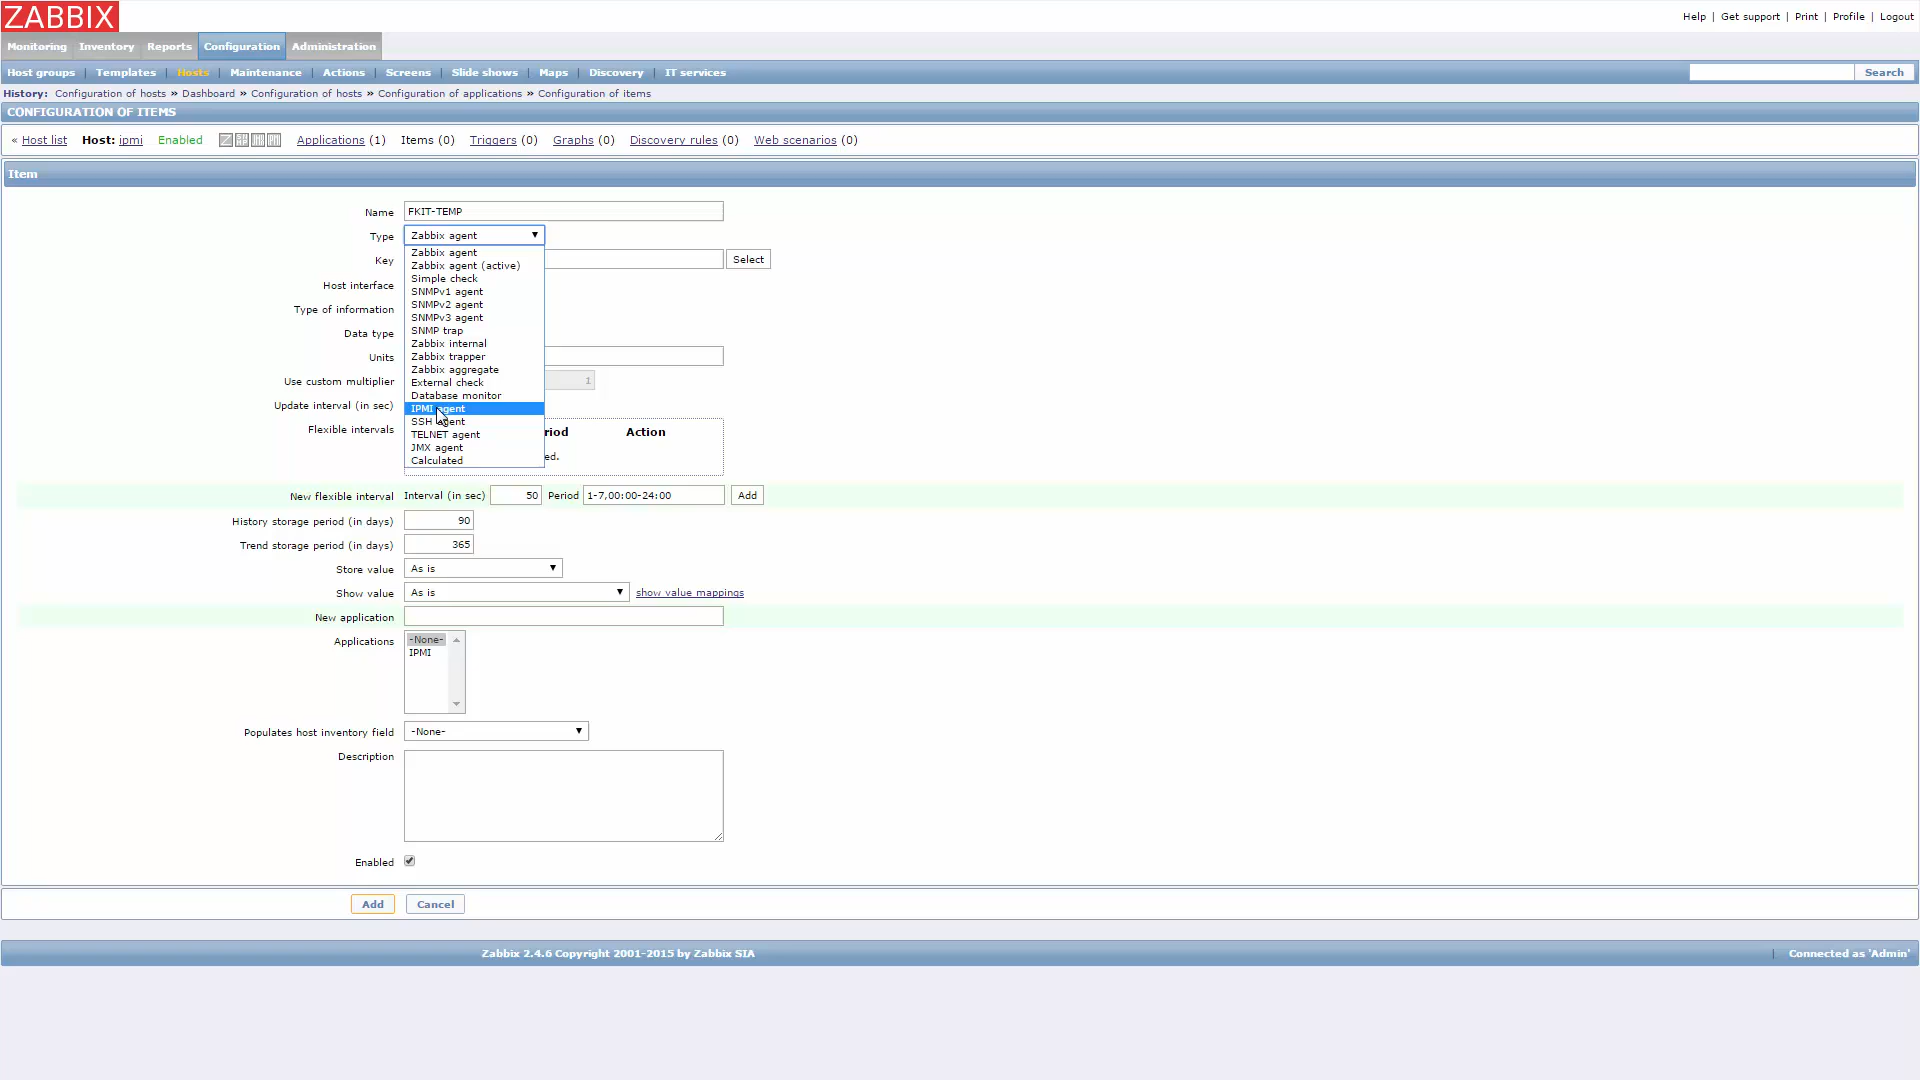 ZABBIX
Help | Get support | Print | Profile | Logout
Monitoring Inventory Reports Configuration Administration
Host groups | Templates | Hosts | Maintenance | Actions | Screens | Slide shows | Maps | Discovery | IT services Search
History: Configuration of hosts » Dashboard » Configuration of hosts » Configuration of applications » Configuration of items
CONFIGURATION OF ITEMS
« Host list Host: ipmi Enabled Applications (1) Items (0) Triggers (0) Graphs (0) Discovery rules (0) Web scenarios (0)
Item
Name FKIT-TEMP
Type Zabbix agent
Zabbix agent
Key Select
Zabbix agent (active)
Simple check
Host interface
SNMPv1 agent
SNMPv2 agent
Type of information
SNMPv3 agent
SNMP trap
Data type
Zabbix internal
Units Zabbix trapper
Zabbix aggregate
Use custom multiplier External check 1
Database monitor
Update interval (in sec) IPMI agent
SSH agent
Flexible intervals riod Action
TELNET agent
JMX agent
Calculated ed.
New flexible interval Interval (in sec) 50 Period 1-7,00:00-24:00 Add
History storage period (in days) 90
Trend storage period (in days) 365
Store value As is
Show value As is show value mappings
New application
Applications -None-
IPMI
Populates host inventory field -None-
Description
Enabled
Add Cancel
Zabbix 2.4.6 Copyright 2001-2015 by Zabbix SIA | Connected as 'Admin'